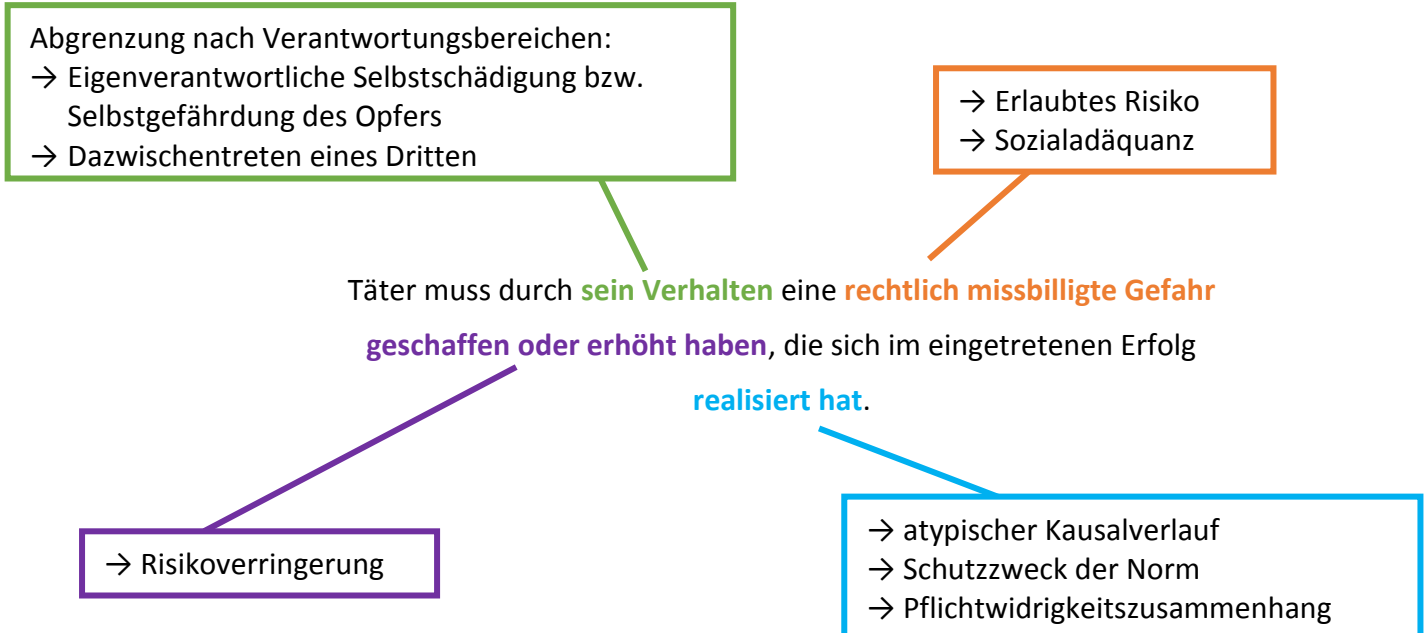 Abgrenzung nach Verantwortungsbereichen:
→ Eigenverantwortliche Selbstschädigung bzw.
Selbstgefährdung des Opfers
→ Dazwischentreten eines Dritten
→ Erlaubtes Risiko
→ Sozialadäquanz
Täter muss durch sein Verhalten eine rechtlich missbilligte Gefahr
geschaffen oder erhöht haben, die sich im eingetretenen Erfolg
realisiert hat.
→ Risikoverringerung
→ atypischer Kausalverlauf
→ Schutzzweck der Norm
→ Pflichtwidrigkeitszusammenhang